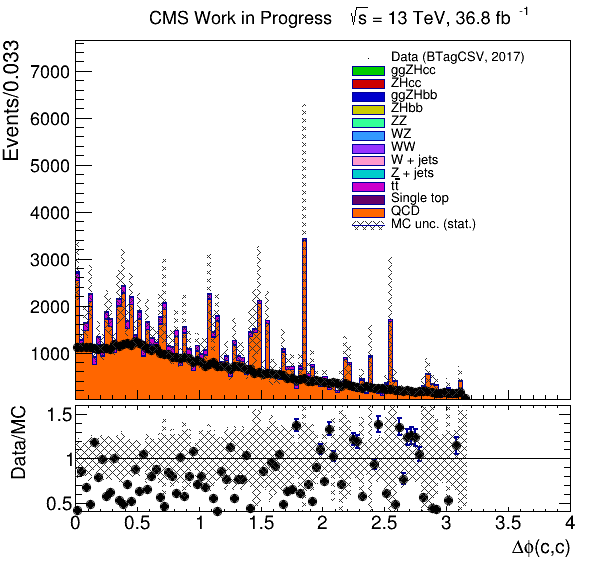 CMS Work in Progress √s = 13 TeV, 36.8 fb⁻¹
Events/0.033
7000
6000
5000
4000
3000
2000
1000
Data (BTagCSV, 2017)
ggZHcc
ZHcc
ggZHbb
ZHbb
ZZ
WZ
WW
W + jets
Z + jets
tt̄
Single top
QCD
MC unc. (stat.)
Data/MC
1.5
1
0.5
0 0.5 1 1.5 2 2.5 3 3.5 4
Δϕ(c,c)